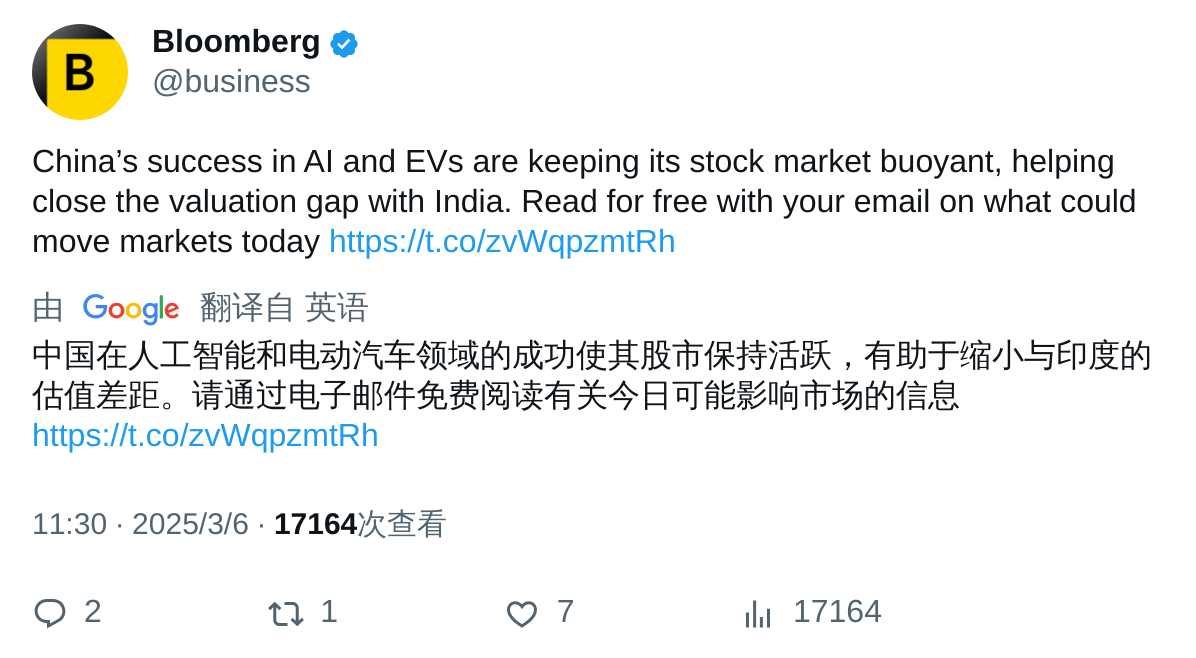 B
Bloomberg
@business
China’s success in AI and EVs are keeping its stock market buoyant, helping
close the valuation gap with India. Read for free with your email on what could
move markets today https://t.co/zvWqpzmtRh
由 Google 翻译自 英语
中国在人工智能和电动汽车领域的成功使其股市保持活跃，有助于缩小与印度的
估值差距。请通过电子邮件免费阅读有关今日可能影响市场的信息
https://t.co/zvWqpzmtRh
11:30 · 2025/3/6 · 17164次查看
2 1 7 17164